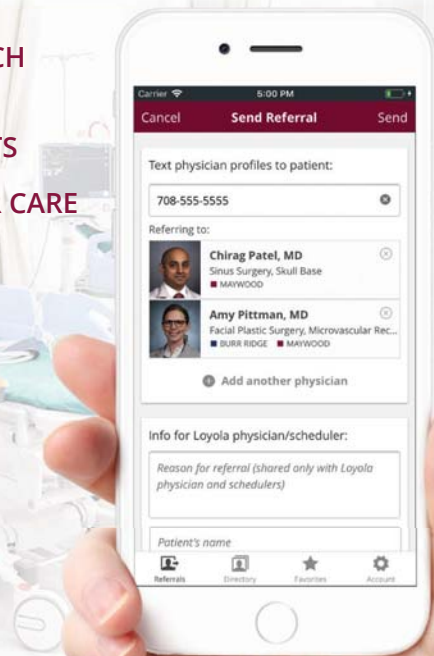 CH
TS
CARE
Carrier
5:00 PM
Cancel Send Referral Send
Text physician profiles to patient:
708-555-5555
Referring to:
Chirag Patel, MD
Sinus Surgery, Skull Base
MAYWOOD
Amy Pittman, MD
Facial Plastic Surgery, Microvascular Rec...
BURR RIDGE MAYWOOD
Add another physician
Info for Loyola physician/scheduler:
Reason for referral (shared only with Loyola
physician and schedulers)
Patient's name
Referrals Directory Favorites Account